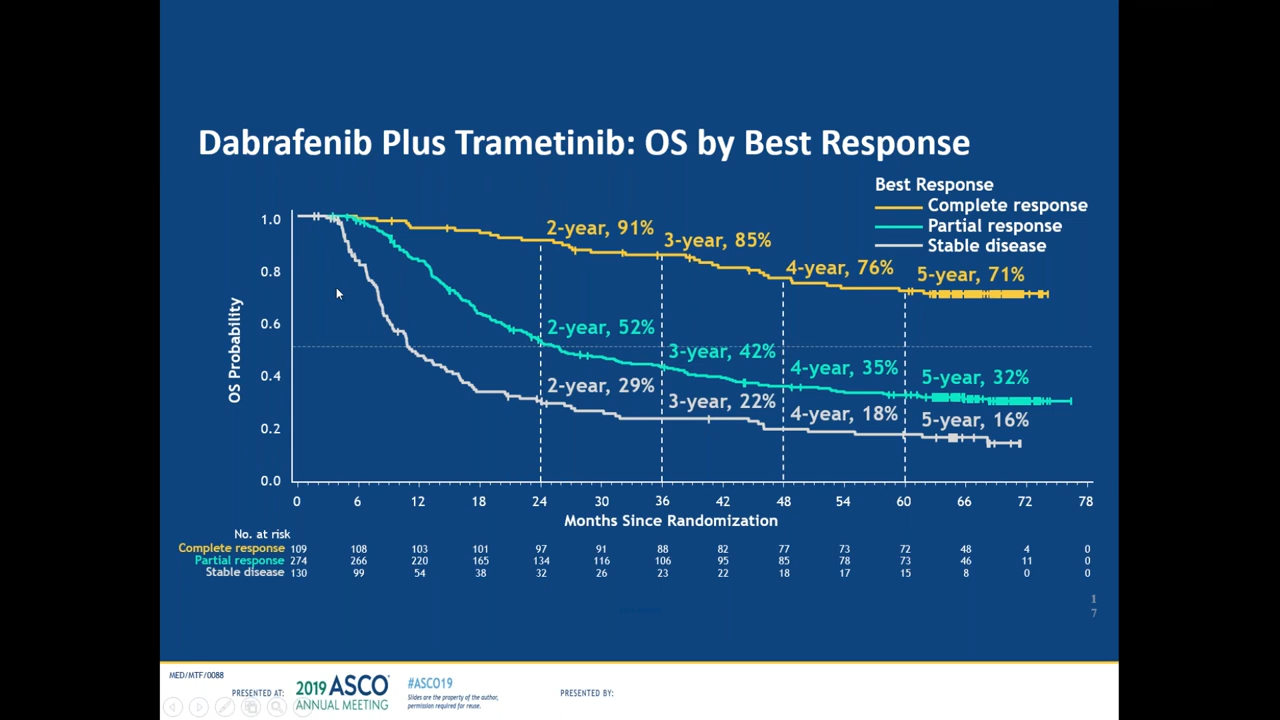 Dabrafenib Plus Trametinib: OS by Best Response
Best Response
Complete response
Partial response
Stable disease
1.0
0.8
0.6
0.4
0.2
0.0
OS Probability
2-year, 91%
3-year, 85%
4-year, 76%
5-year, 71%
2-year, 52%
3-year, 42%
4-year, 35%
5-year, 32%
2-year, 29%
3-year, 22%
4-year, 18%
5-year, 16%
0 6 12 18 24 30 36 42 48 54 60 66 72 78
Months Since Randomization
No. at risk
Complete response 109 108 103 101 97 91 88 82 77 73 72 48 4 0
Partial response 274 266 220 165 134 116 106 95 85 78 73 46 11 0
Stable disease 130 99 54 38 32 26 23 22 18 17 15 8 0 0
1
7
MED/MTF/0088
PRESENTED AT:
2019 ASCO
ANNUAL MEETING
#ASCO19
Slides are the property of the author,
permission required for reuse.
PRESENTED BY: